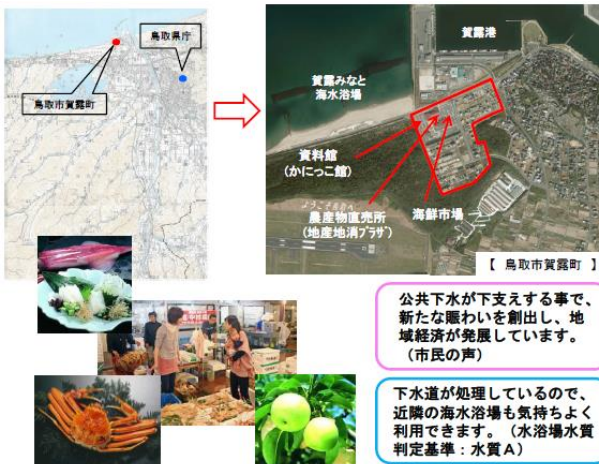 鳥取県庁
鳥取市賀露町
賀露港
賀露みなと
海水浴場
資料館
(かにっこ館)
農産物直売所
(地産地消ﾌﾟﾗｻﾞ)
海鮮市場
【 鳥取市賀露町 】
公共下水が下支えする事で、
新たな賑わいを創出し、地
域経済が発展しています。
(市民の声)
下水道が処理しているので、
近隣の海水浴場も気持ちよく
利用できます。(水浴場水質
判定基準：水質A)